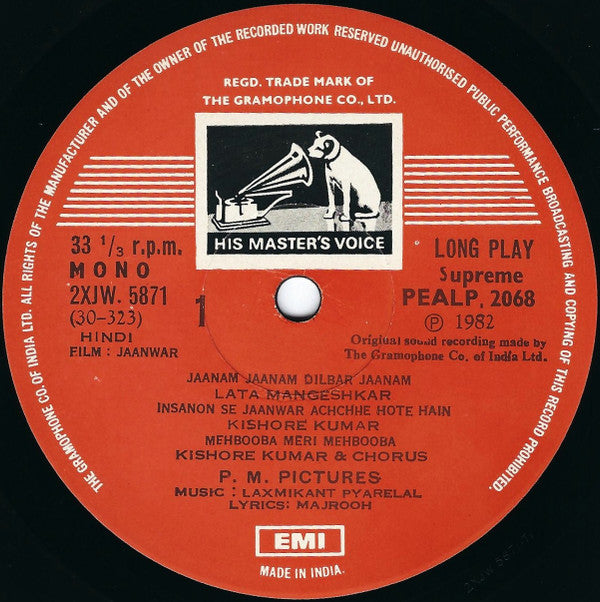 THE GRAMOPHONE CO. OF INDIA LTD. ALL RIGHTS OF THE MANUFACTURER AND OF THE OWNER OF THE RECORDED WORK RESERVED UNAUTHORISED PUBLIC PERFORMANCE BROADCASTING AND COPYING OF THIS RECORD PROHIBITED.
REGD. TRADE MARK OF
THE GRAMOPHONE CO., LTD.
HIS MASTER'S VOICE
33 1/3 r.p.m.
MONO
2XJW. 5871
(30-323)
HINDI
FILM : JAANWAR
1
LONG PLAY
Supreme
PEALP. 2068
℗ 1982
Original sound recording made by
The Gramophone Co. of India Ltd.
JAANAM JAANAM DILBAR JAANAM
LATA MANGESHKAR
INSANON SE JAANWAR ACHCHHE HOTE HAIN
KISHORE KUMAR
MEHBOOBA MERI MEHBOOBA
KISHORE KUMAR & CHORUS
P. M. PICTURES
MUSIC : LAXMIKANT PYARELAL
LYRICS: MAJROOH
EMI
MADE IN INDIA.